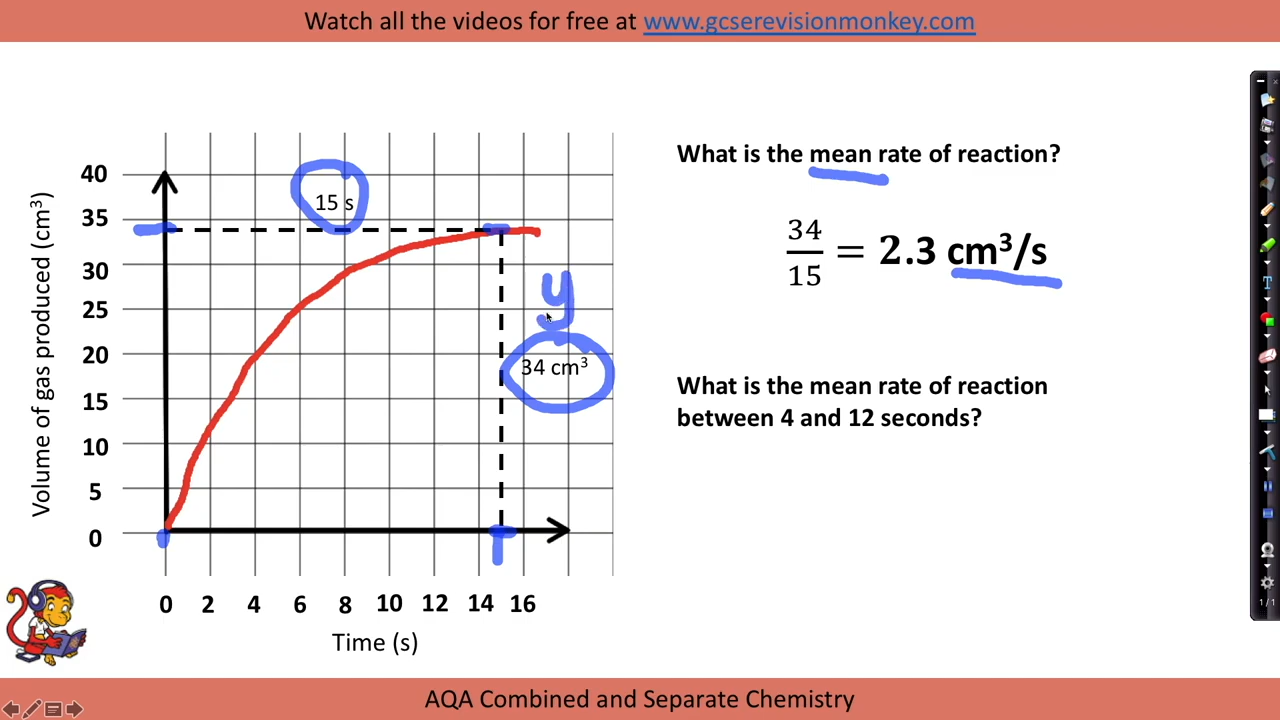 Watch all the videos for free at www.gcserevisionmonkey.com
Volume of gas produced (cm³)
40
35
30
25
20
15
10
5
0
15 s
y
34 cm³
0 2 4 6 8 10 12 14 16
Time (s)
What is the mean rate of reaction?
34
15
= 2.3 cm³/s
What is the mean rate of reaction
between 4 and 12 seconds?
AQA Combined and Separate Chemistry
T
1/1